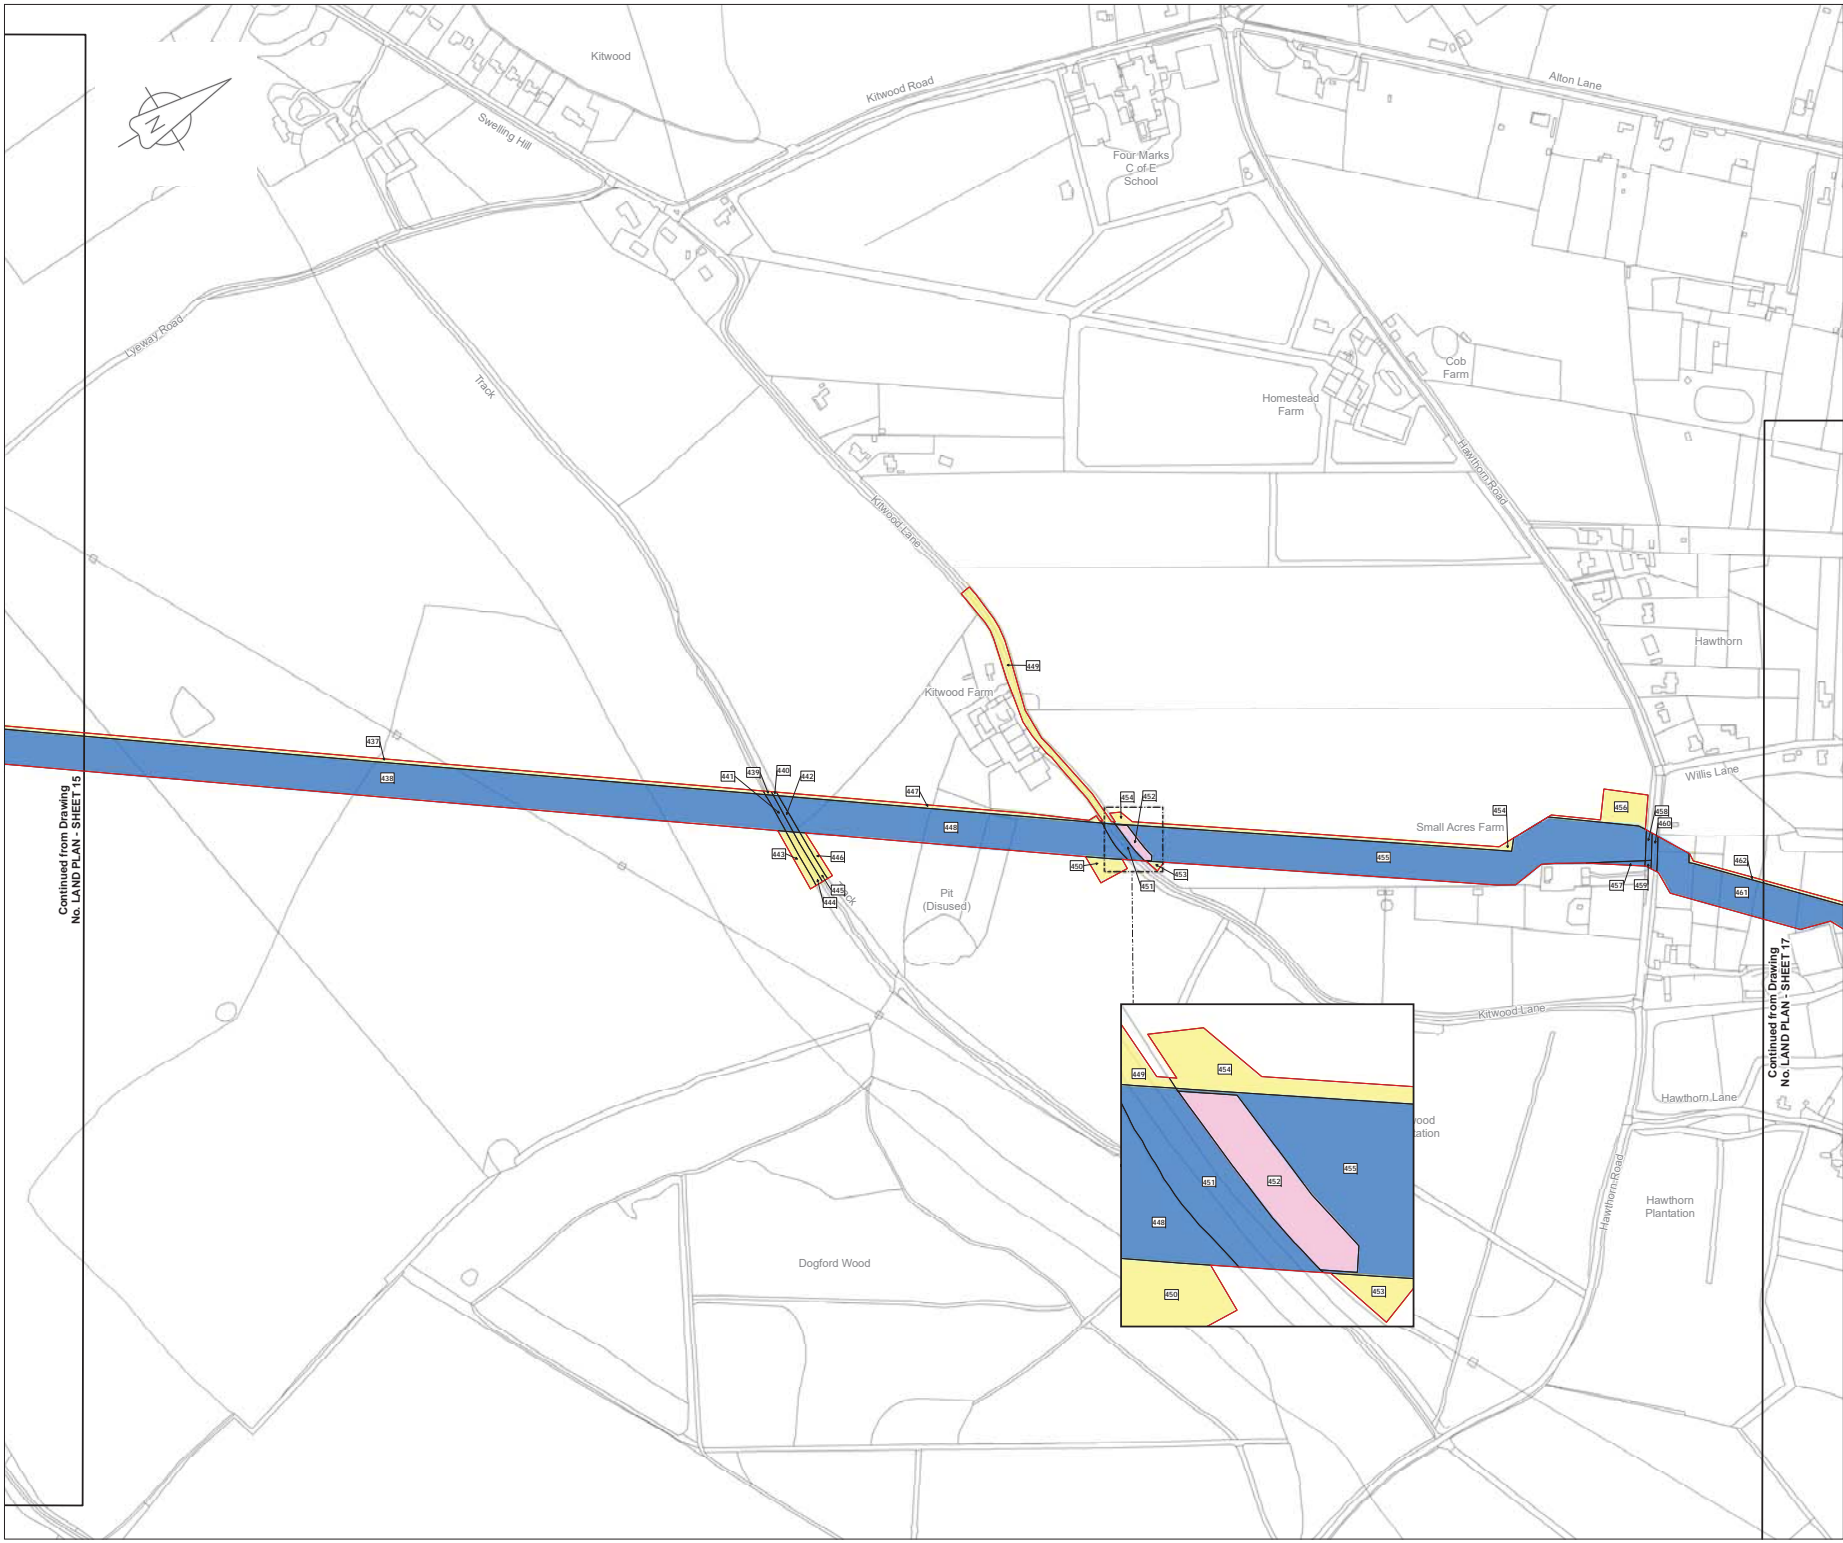 Kitwood
Kitwood Road
Alton Lane
Swelling Hill
N
Four Marks
C of E
School
Lyeway Road
Track
Cob
Farm
Homestead
Farm
Hawthorn Road
Kitwood Lane
Hawthorn
449
Kitwood Farm
437
438
441
439
440
442
447
448
443
446
445
444
454
452
450
453
451
454
Small Acres Farm
455
456
458
460
457
459
462
461
Willis Lane
Pit
(Disused)
Continued from Drawing
No. LAND PLAN - SHEET 15
Continued from Drawing
No. LAND PLAN - SHEET 17
Kitwood Lane
Hawthorn Lane
449
454
451
452
455
448
450
453
Hawthorn Road
Hawthorn
Plantation
Dogford Wood